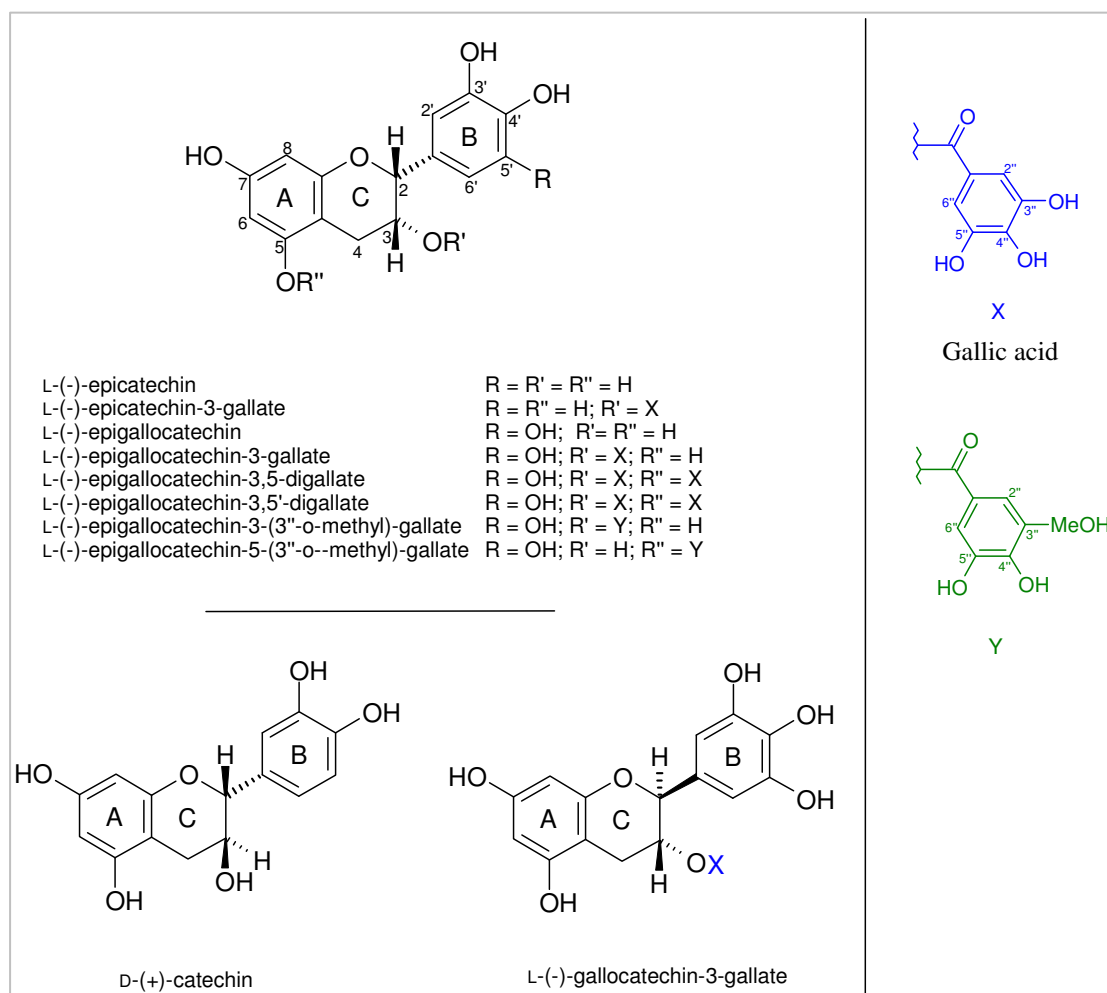 OH
3'
OH
2'
4'
H
B
HO
8
O
5'
2
6'
R
7
A
C
6
3
OR'
5
4
H
OR"
L-(-)-epicatechin R = R' = R" = H
L-(-)-epicatechin-3-gallate R = R" = H; R' = X
L-(-)-epigallocatechin R = OH; R'= R" = H
L-(-)-epigallocatechin-3-gallate R = OH; R' = X; R" = H
L-(-)-epigallocatechin-3,5-digallate R = OH; R' = X; R" = X
L-(-)-epigallocatechin-3,5'-digallate R = OH; R' = X; R" = X
L-(-)-epigallocatechin-3-(3"-o-methyl)-gallate R = OH; R' = Y; R" = H
L-(-)-epigallocatechin-5-(3"-o--methyl)-gallate R = OH; R' = H; R" = Y
OH
OH
B
H
HO
O
A
C
H
OH
OH
D-(+)-catechin
OH
OH
B
H
HO
O
OH
A
C
OX
H
OH
L-(-)-gallocatechin-3-gallate
O
2"
6"
OH
3"
5"
4"
HO
OH
X
Gallic acid
O
2"
6"
MeOH
3"
5"
4"
HO
OH
Y